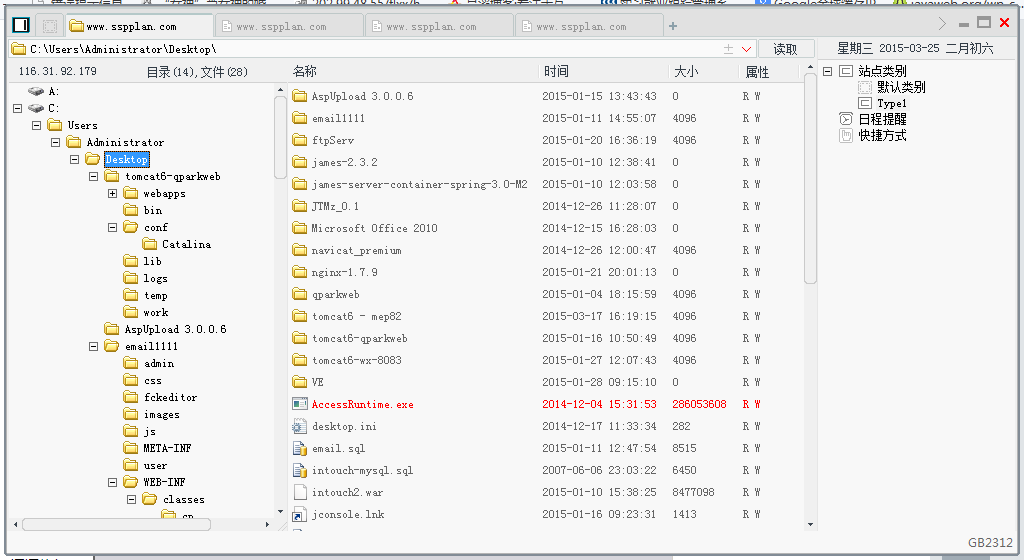 www.sspplan.com
www.sspplan.com
www.sspplan.com
www.sspplan.com
C:\Users\Administrator\Desktop\
读取
星期三 2015-03-25 二月初六
116.31.92.179
目录(14),文件(28)
名称 时间 大小 属性
A:
C:
Users
Administrator
Desktop
tomcat6-qparkweb
webapps
bin
conf
Catalina
lib
logs
temp
work
AspUpload 3.0.0.6
email1111
admin
css
fckeditor
images
js
META-INF
user
WEB-INF
classes
AspUpload 3.0.0.6 2015-01-15 13:43:43 0 R W
email1111 2015-01-11 14:55:07 4096 R W
ftpServ 2015-01-20 16:36:19 4096 R W
james-2.3.2 2015-01-10 12:38:41 0 R W
james-server-container-spring-3.0-M2 2015-01-10 12:03:58 0 R W
JTMz_0.1 2014-12-26 11:28:07 0 R W
Microsoft Office 2010 2014-12-15 16:28:03 0 R W
navicat_premium 2014-12-26 12:00:47 4096 R W
nginx-1.7.9 2015-01-21 20:01:13 0 R W
qparkweb 2015-01-04 18:15:59 4096 R W
tomcat6 - mep82 2015-03-17 16:19:15 4096 R W
tomcat6-qparkweb 2015-01-16 10:50:49 4096 R W
tomcat6-wx-8083 2015-01-27 12:07:43 4096 R W
VE 2015-01-28 09:15:10 0 R W
AccessRuntime.exe 2014-12-04 15:31:53 286053608 R W
desktop.ini 2014-12-17 11:33:34 282 R W
email.sql 2015-01-11 12:47:54 8515 R W
intouch-mysql.sql 2007-06-06 23:03:22 6450 R W
intouch2.war 2015-01-10 15:38:25 8477098 R W
jconsole.lnk 2015-01-16 09:23:31 1413 R W
站点类别
默认类别
Type1
日程提醒
快捷方式
GB2312